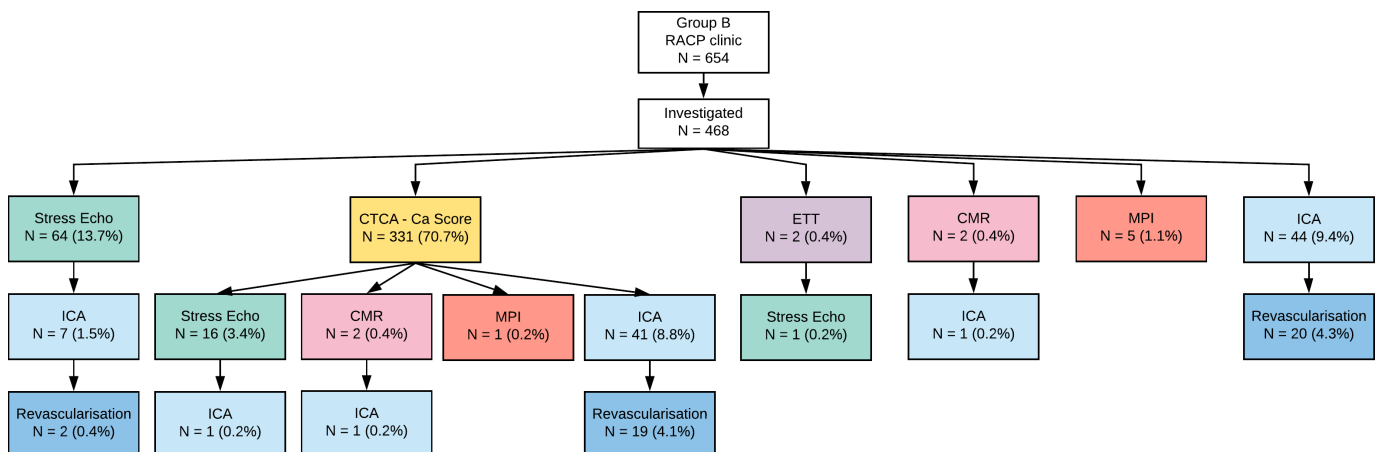 Group B
RACP clinic
N = 654
Investigated
N = 468
Stress Echo
N = 64 (13.7%)
CTCA - Ca Score
N = 331 (70.7%)
ETT
N = 2 (0.4%)
CMR
N = 2 (0.4%)
MPI
N = 5 (1.1%)
ICA
N = 44 (9.4%)
ICA
N = 7 (1.5%)
Stress Echo
N = 16 (3.4%)
CMR
N = 2 (0.4%)
MPI
N = 1 (0.2%)
ICA
N = 41 (8.8%)
Stress Echo
N = 1 (0.2%)
ICA
N = 1 (0.2%)
Revascularisation
N = 20 (4.3%)
Revascularisation
N = 2 (0.4%)
ICA
N = 1 (0.2%)
ICA
N = 1 (0.2%)
Revascularisation
N = 19 (4.1%)